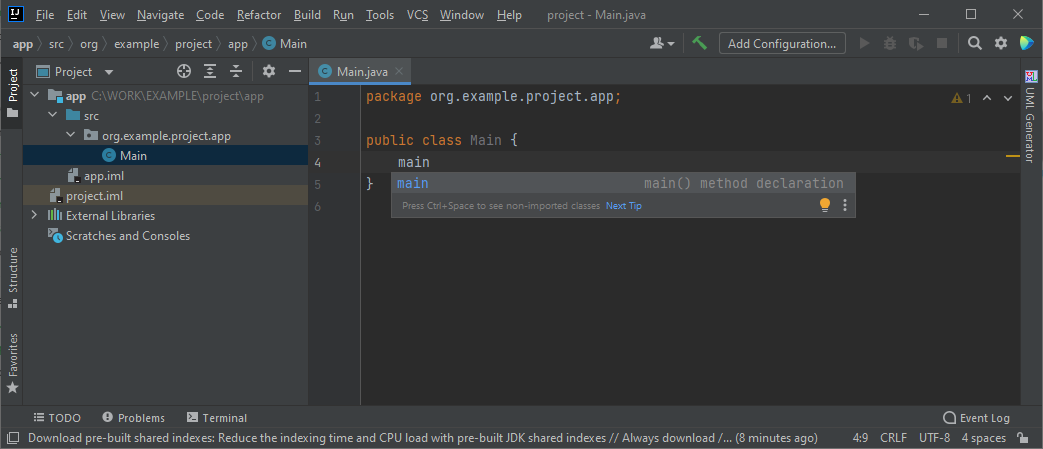 IJ File Edit View Navigate Code Refactor Build Run Tools VCS Window Help project - Main.java
app src org example project app C Main Add Configuration...
Project
Project
Main.java
app C:\WORK\EXAMPLE\project\app
src
org.example.project.app
C Main
app.iml
project.iml
External Libraries
Scratches and Consoles
Structure
Favorites
1 package org.example.project.app;
2
3 public class Main {
4 main
5 }
6
main main() method declaration
Press Ctrl+Space to see non-imported classes Next Tip
1
UML Generator
TODO Problems Terminal Event Log
Download pre-built shared indexes: Reduce the indexing time and CPU load with pre-built JDK shared indexes // Always download /... (8 minutes ago) 4:9 CRLF UTF-8 4 spaces